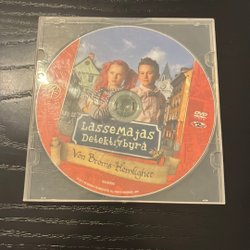 LasseMajas
Detektivbyrå
Von Broms Hemlighet
DVD